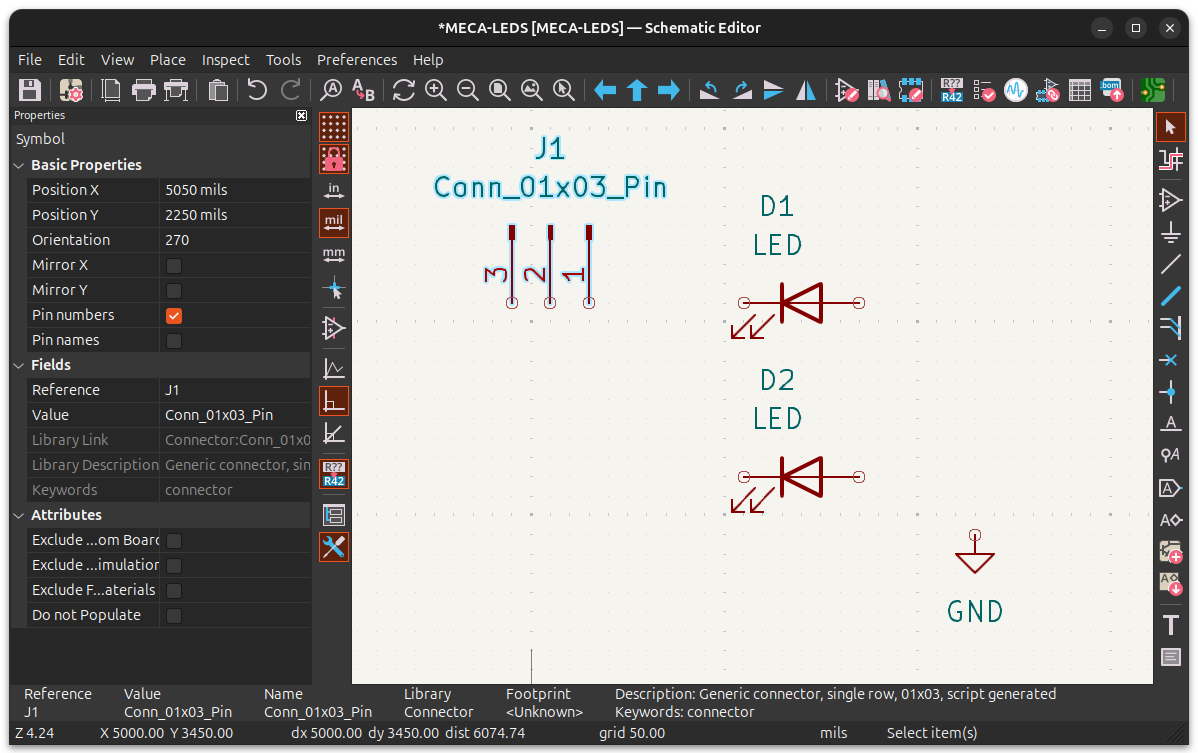 *MECA-LEDS [MECA-LEDS] — Schematic Editor
File Edit View Place Inspect Tools Preferences Help
A
B
R??
R42
bom
Properties
Symbol
Basic Properties
Position X 5050 mils
Position Y 2250 mils
Orientation 270
Mirror X
Mirror Y
Pin numbers
Pin names
Fields
Reference J1
Value Conn_01x03_Pin
Library Link Connector:Conn_01x0
Library Description Generic connector, sin
Keywords connector
Attributes
Exclude ...om Board
Exclude ...imulation
Exclude F...aterials
Do not Populate
in
mil
mm
R??
R42
J1
Conn_01x03_Pin
3 2 1
D1
LED
D2
LED
GND
A
A
A
A
A
T
Reference Value Name Library Footprint Description: Generic connector, single row, 01x03, script generated
J1 Conn_01x03_Pin Conn_01x03_Pin Connector <Unknown> Keywords: connector
Z 4.24 X 5000.00 Y 3450.00 dx 5000.00 dy 3450.00 dist 6074.74 grid 50.00 mils Select item(s)